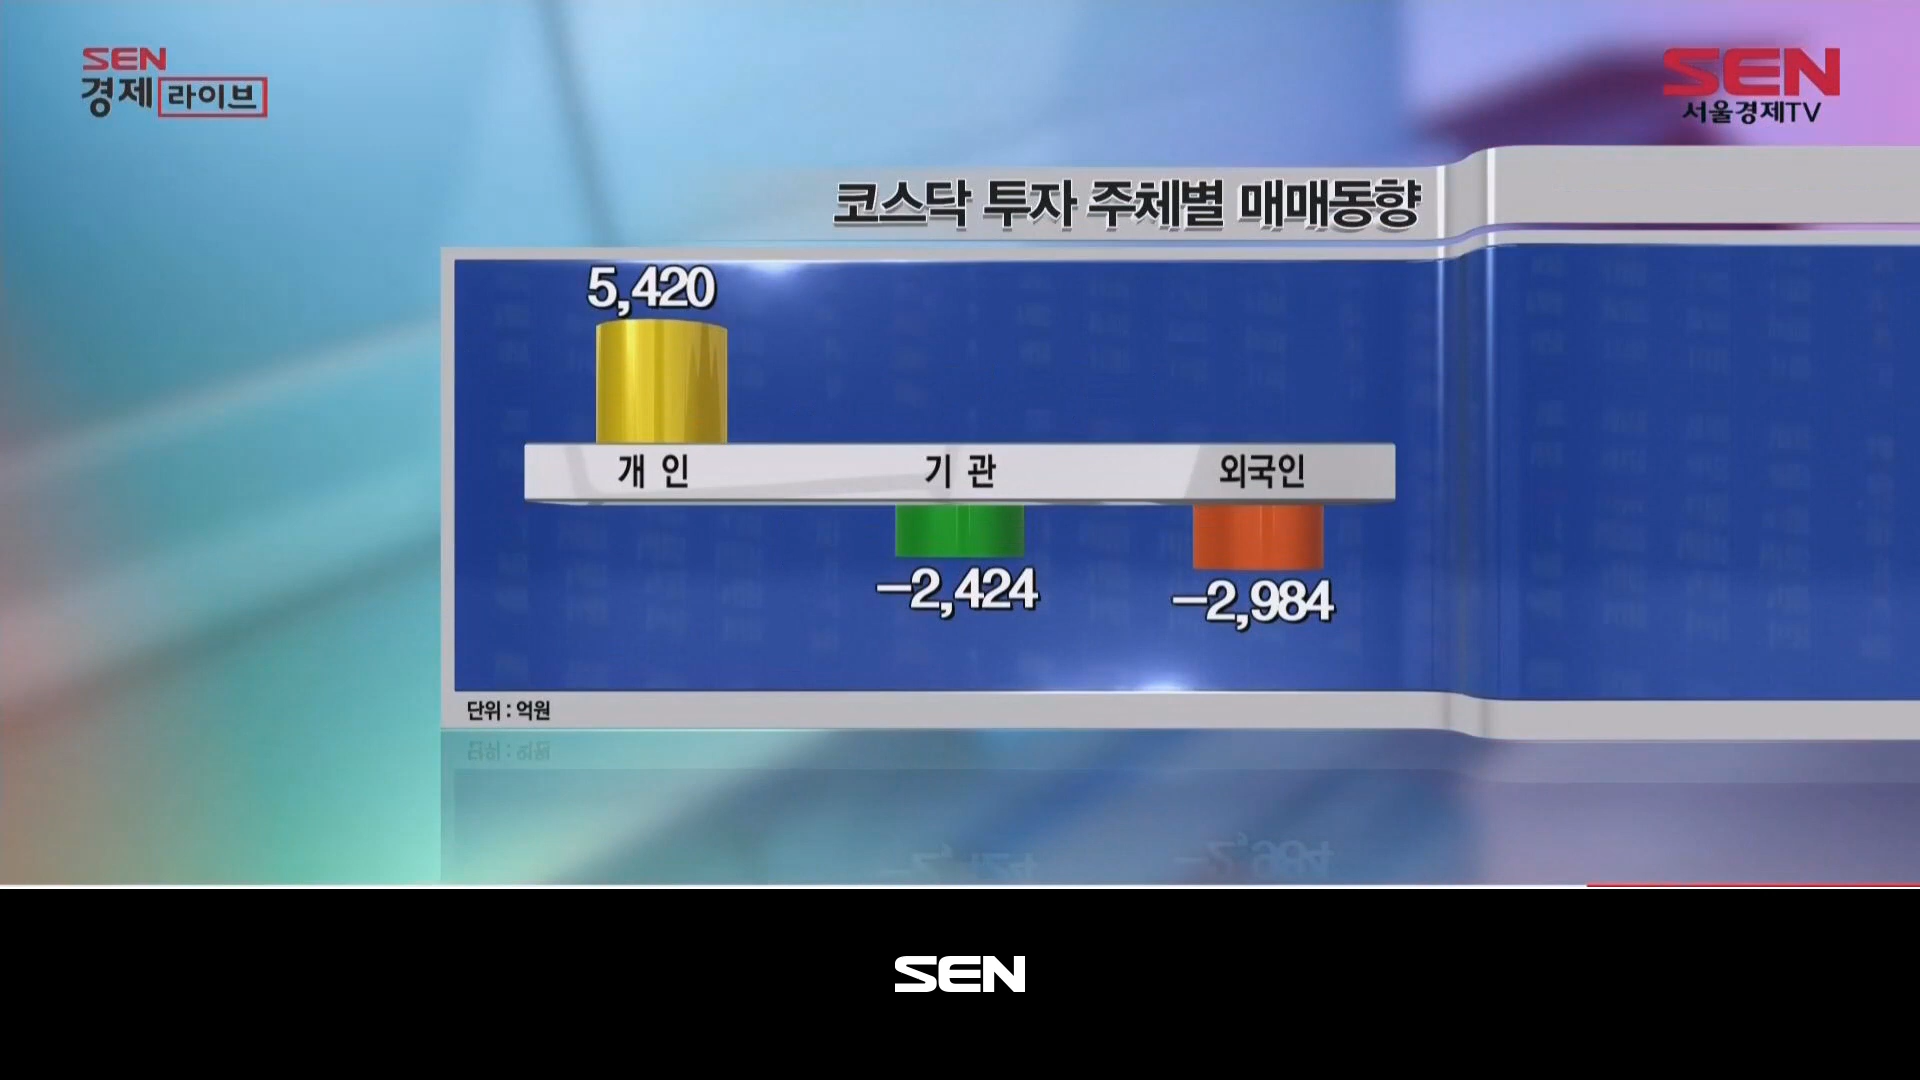 SEN
경제 라이브
SEN
서울경제TV
코스닥 투자 주체별 매매동향
5,420
개 인 기 관 외국인
-2,424 -2,984
단위 : 억원
SEN